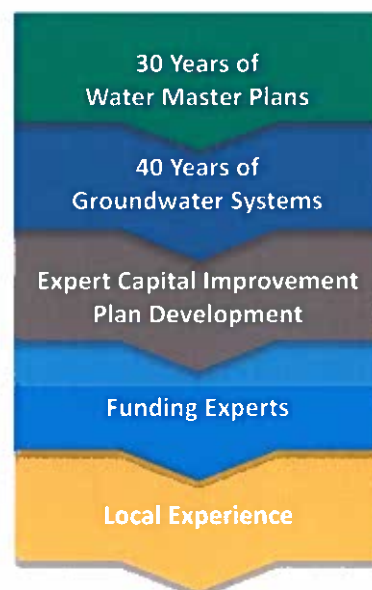 30 Years of
Water Master Plans
40 Years of
Groundwater Systems
Expert Capital Improvement
Plan Development
Funding Experts
Local Experience